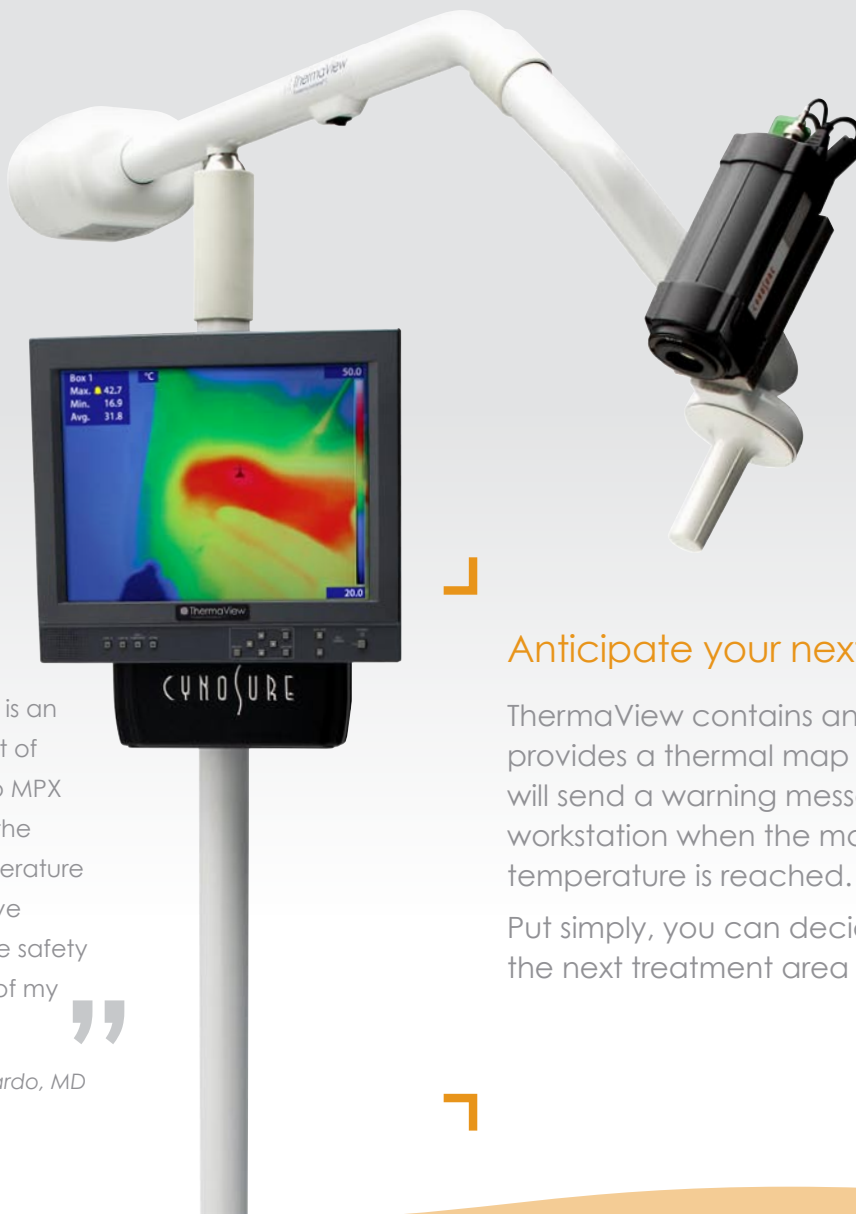 ThermaView
CYNOSURE
Box 1
Max. 42.7
Min. 16.9
Avg. 31.8
°C
50.0
20.0
ThermaView
CYNOSURE
is an
t of
MPX
the
erature
ve
e safety
of my
”
ardo, MD
Anticipate your nex
ThermaView contains an
provides a thermal map
will send a warning mess
workstation when the ma
temperature is reached.
Put simply, you can deci
the next treatment area